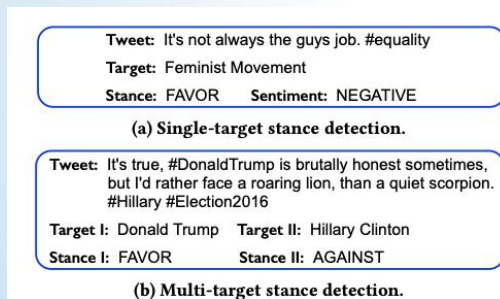 Tweet: It's not always the guys job. #equality
Target: Feminist Movement
Stance: FAVOR Sentiment: NEGATIVE
(a) Single-target stance detection.
Tweet: It's true, #DonaldTrump is brutally honest sometimes,
but I'd rather face a roaring lion, than a quiet scorpion.
#Hillary #Election2016
Target I: Donald Trump Target II: Hillary Clinton
Stance I: FAVOR Stance II: AGAINST
(b) Multi-target stance detection.